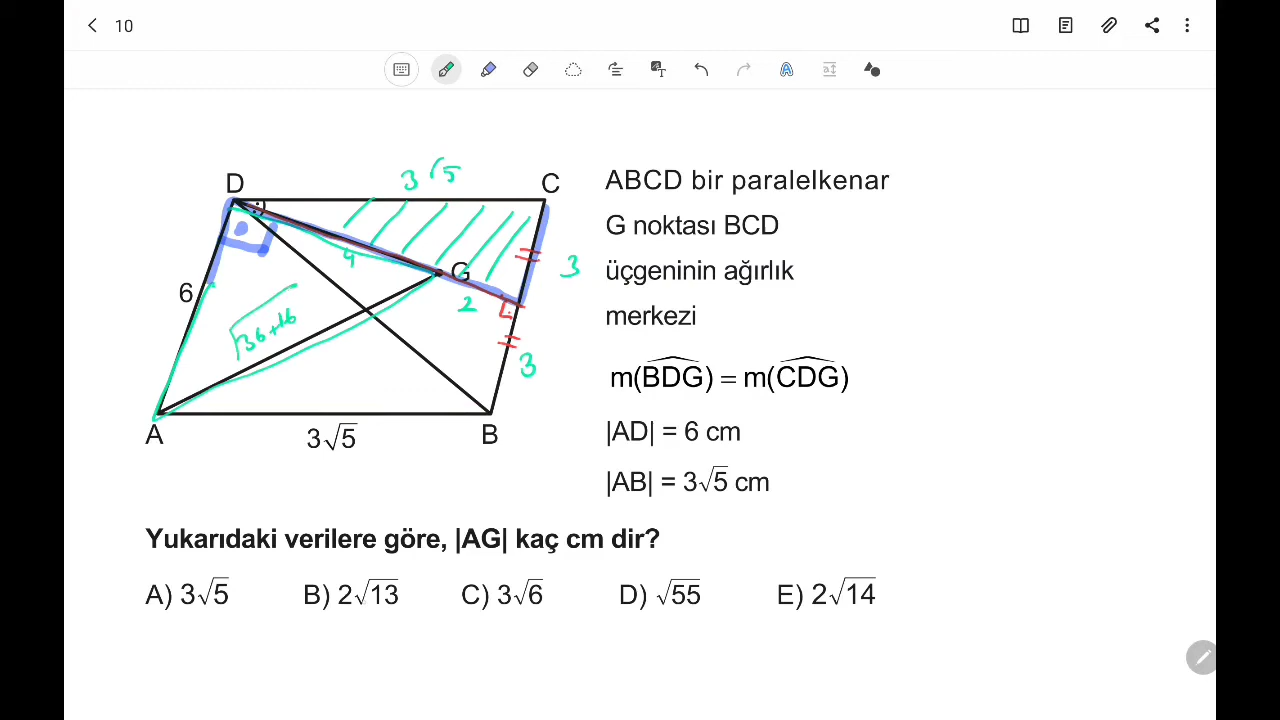 10
3√5
D
C
4
G
3
6
2
√36+16
3
A
3√5
B
ABCD bir paralelkenar
G noktası BCD
üçgeninin ağırlık
merkezi
m(BDG) = m(CDG)
|AD| = 6 cm
|AB| = 3√5 cm
Yukarıdaki verilere göre, |AG| kaç cm dir?
A) 3√5 B) 2√13 C) 3√6 D) √55 E) 2√14